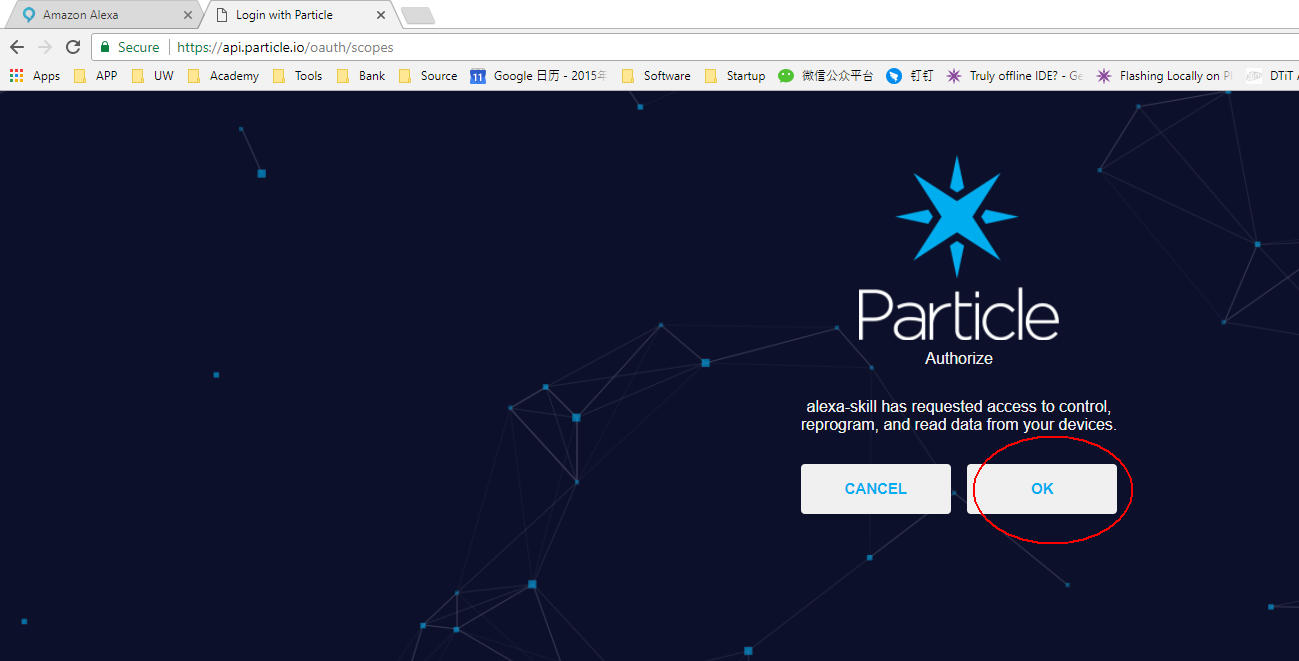 Amazon Alexa
Login with Particle
Secure https://api.particle.io/oauth/scopes
Apps APP UW Academy Tools Bank Source 11 Google 日历 - 2015年 Software Startup 微信公众平台 钉钉 Truly offline IDE? - Ge Flashing Locally on DTiT
Particle
Authorize
alexa-skill has requested access to control,
reprogram, and read data from your devices.
CANCEL OK